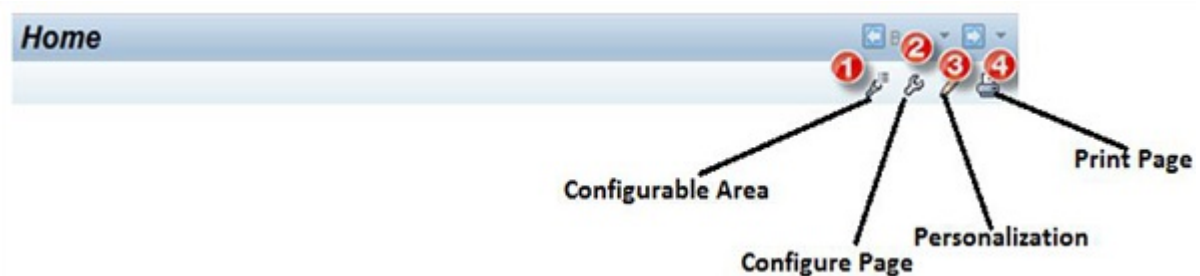 Home
1
2
3
4
Configurable Area
Print Page
Personalization
Configure Page